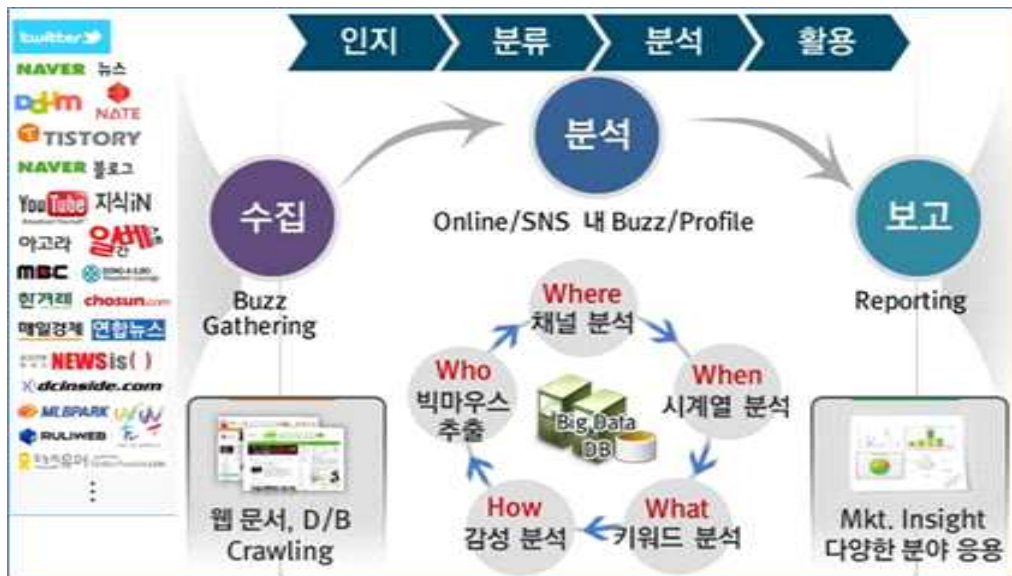 twitter
인지
분류
분석
활용
NAVER 뉴스
Daum
NATE
TISTORY
NAVER 블로그
YouTube 지식iN
아고라 일베
MBC
한겨레 chosun.com
매일경제 연합뉴스
NEWSis( )
dcinside.com
MLBPARK
RULIWEB
⋮
수집
Buzz
Gathering
웹 문서, D/B
Crawling
분석
Online/SNS 내 Buzz/Profile
Where
채널 분석
When
시계열 분석
What
키워드 분석
How
감성 분석
Who
빅마우스
추출
Big Data
DB
보고
Reporting
Mkt. Insight
다양한 분야 응용